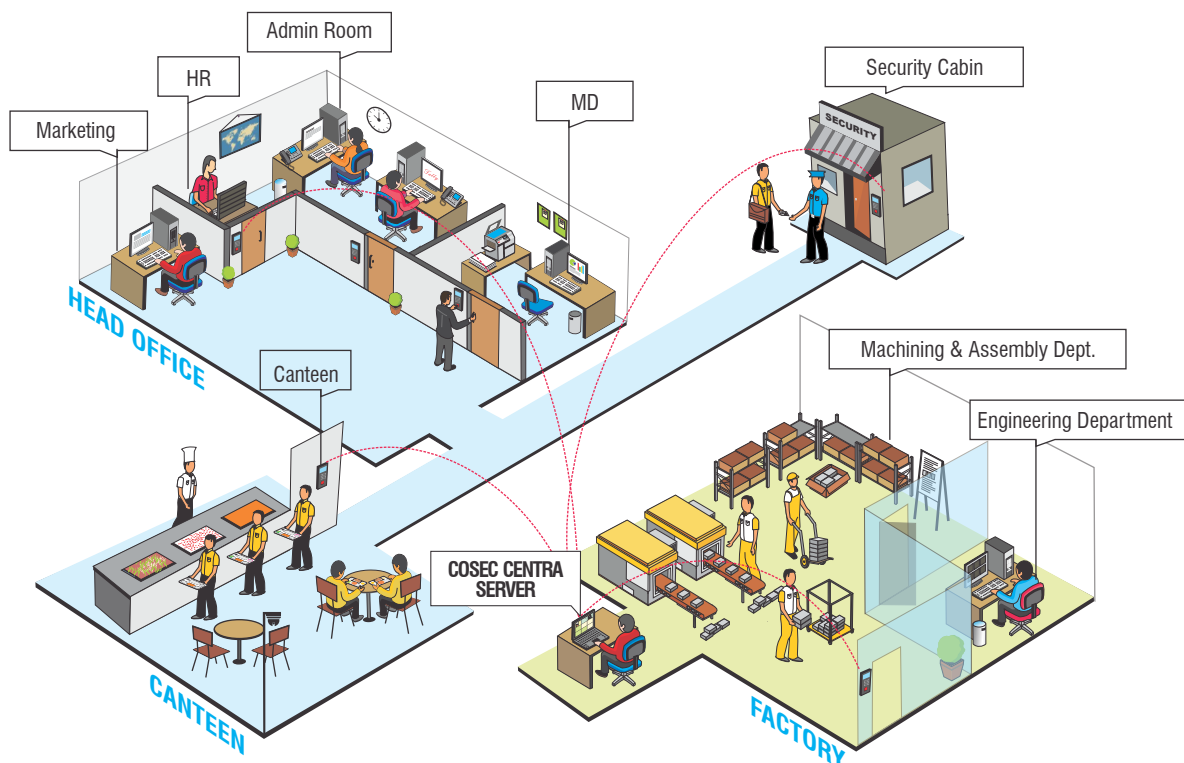 Admin Room
HR
Marketing
MD
Security Cabin
SECURITY
HEAD OFFICE
Machining & Assembly Dept.
Canteen
Engineering Department
COSEC CENTRA
SERVER
CANTEEN
FACTORY